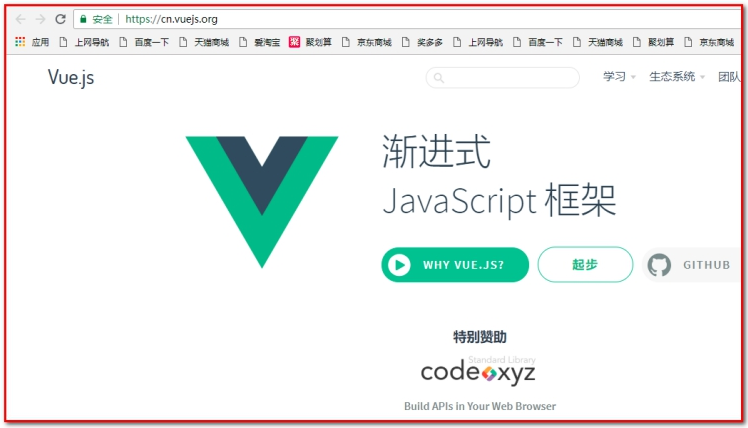 安全 | https://cn.vuejs.org
应用 上网导航 百度一下 天猫商城 爱淘宝 聚 聚划算 京东商城 奖多多 上网导航 百度一下 天猫商城 聚划算 京东商城
Vue.js 学习 生态系统 团队
渐进式
JavaScript 框架
WHY VUE.JS? 起步 GITHUB
特别赞助
Standard Library
code xyz
Build APIs in Your Web Browser